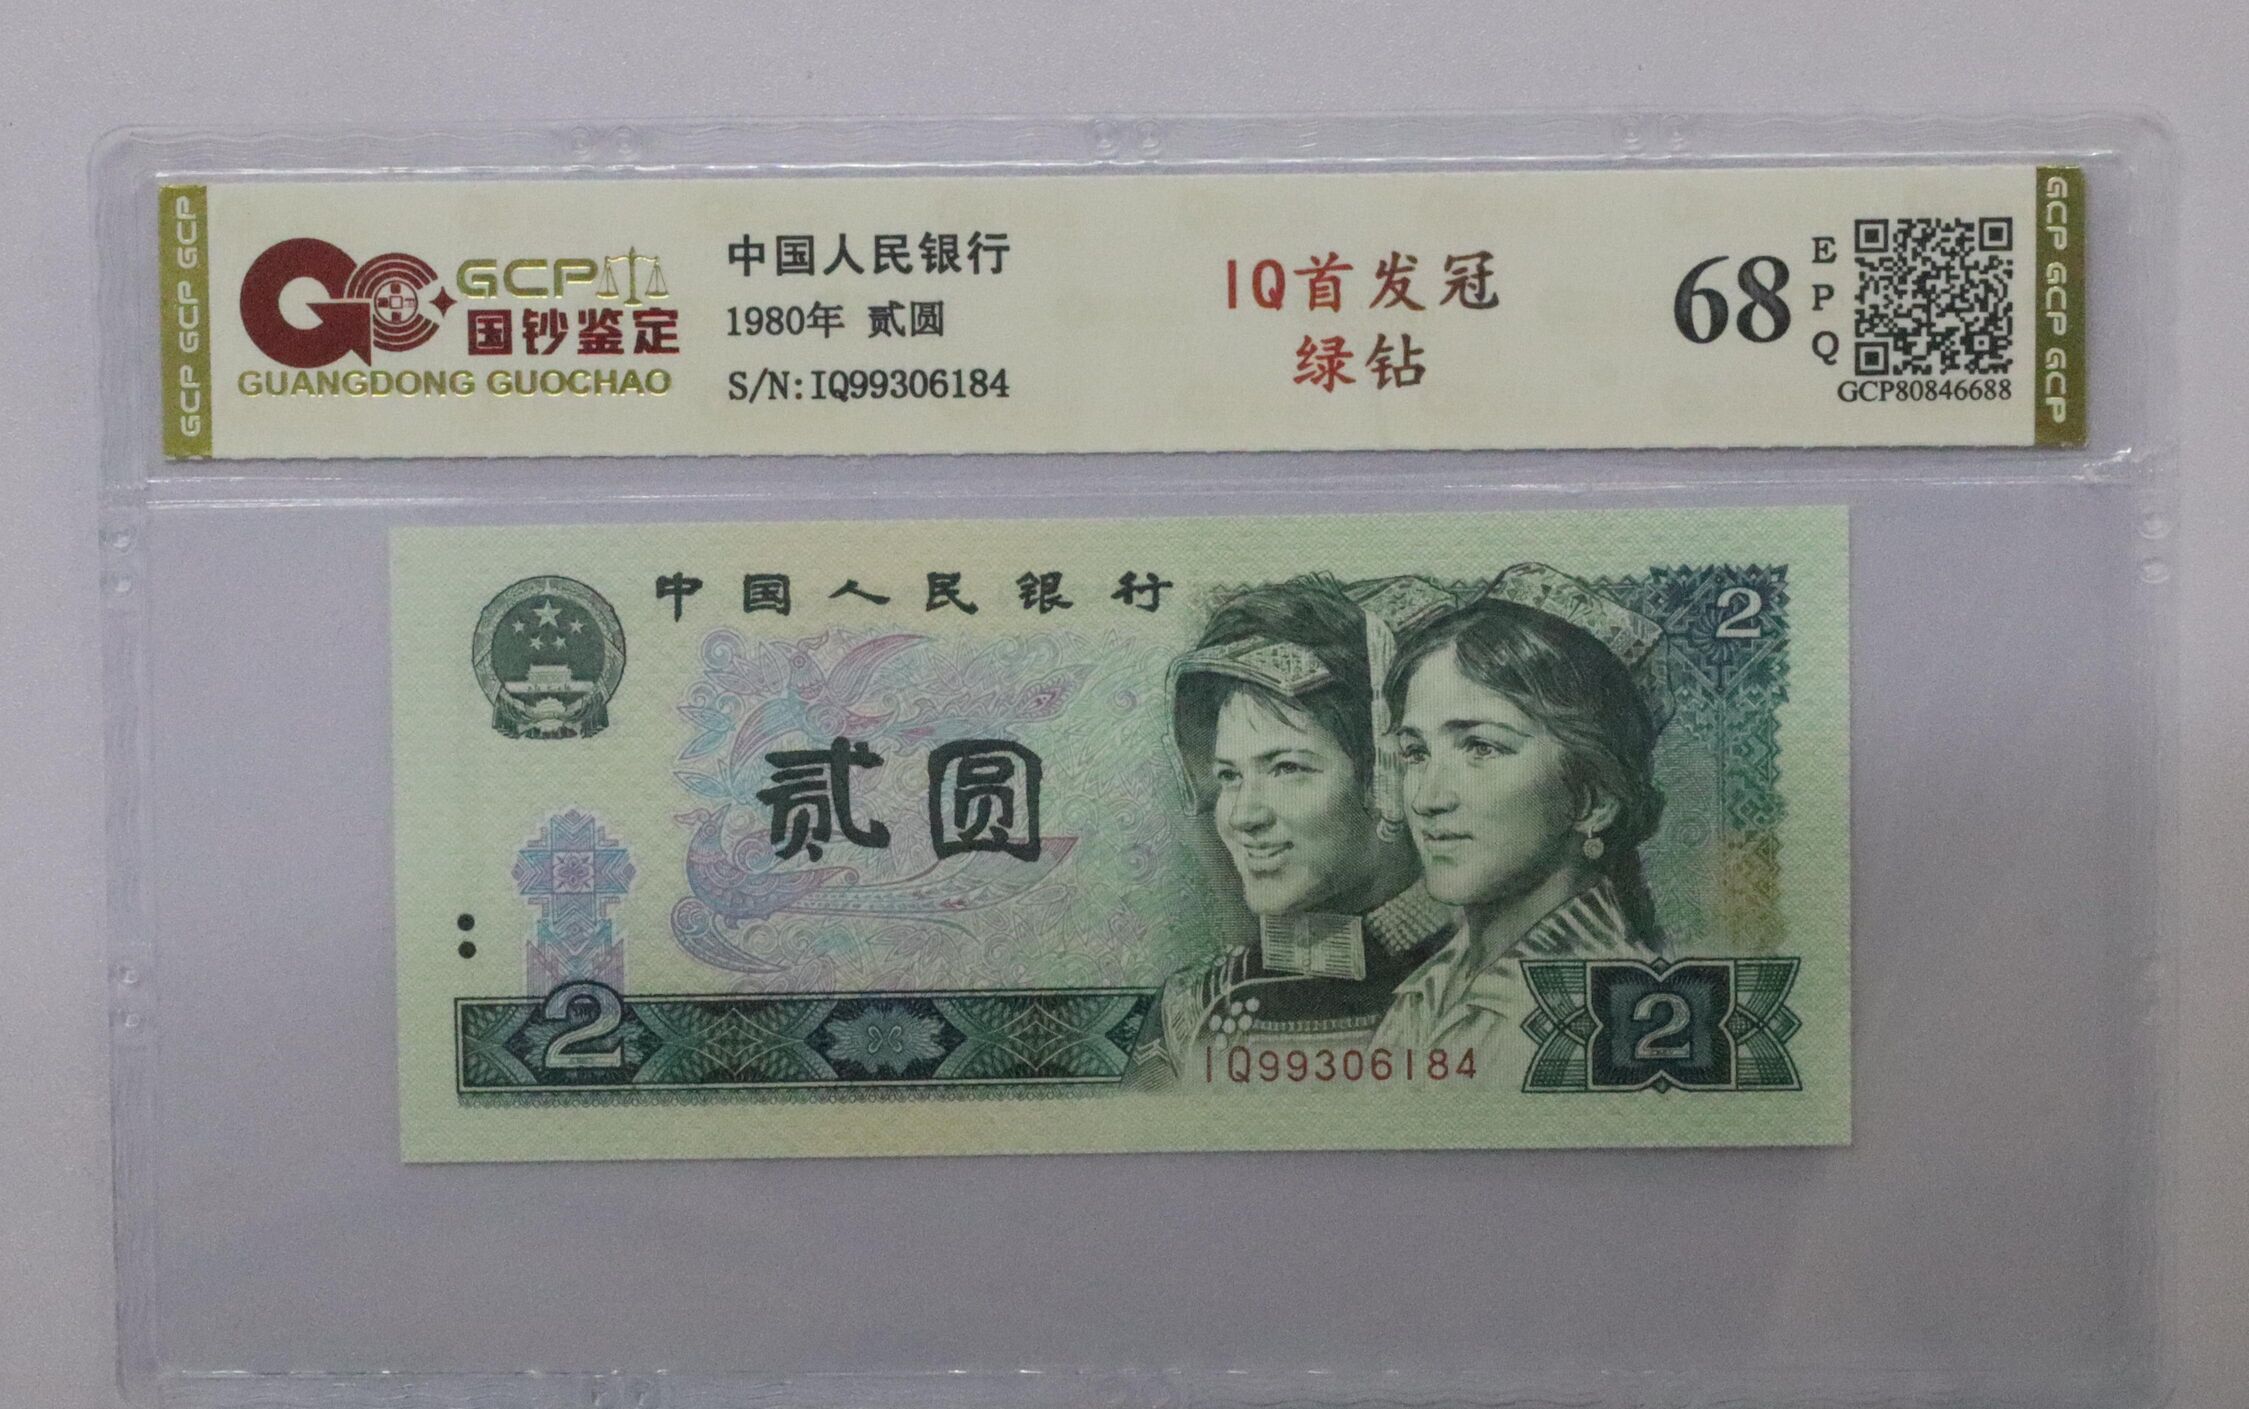 GCP GCP GCP
GCP
国钞鉴定
GUANGDONG GUOCHAO
中国人民银行
1980年 贰圆
S/N:IQ99306184
IQ首发冠
绿钻
68
EPQ
GCP80846688
GCP GCP GCP
中国人民银行
2
贰圆
2
2
IQ99306184